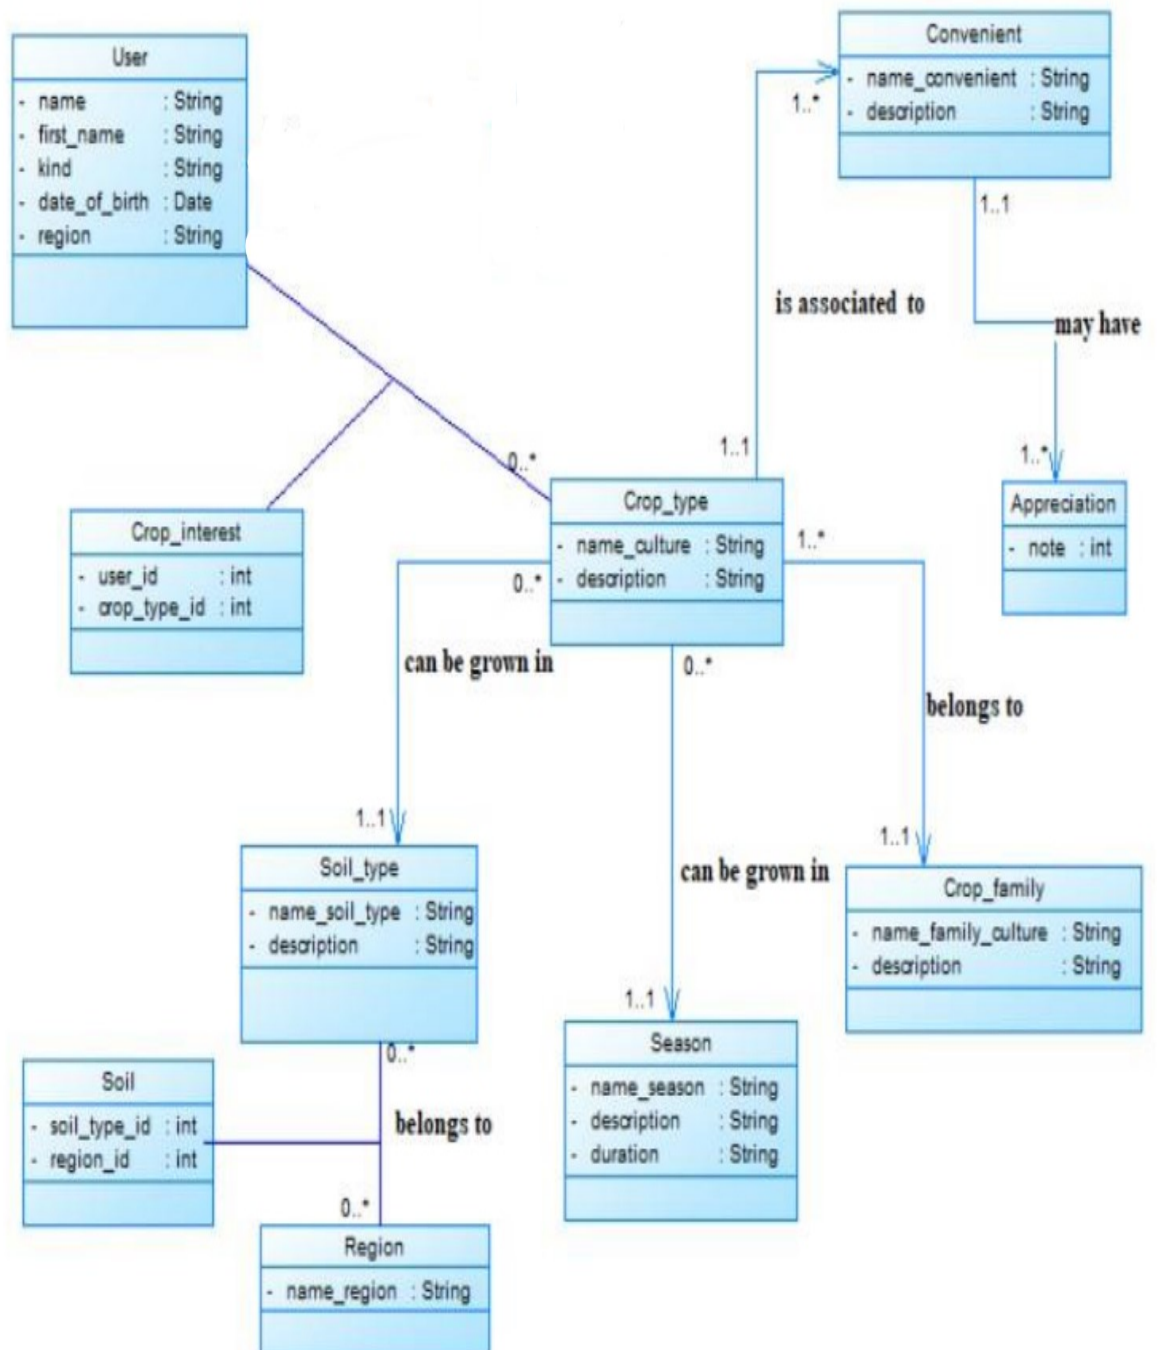 User
- name : String
- first_name : String
- kind : String
- date_of_birth : Date
- region : String
Convenient
- name_convenient : String
- description : String
1..*
1..1
is associated to
may have
1..*
1..1
0..*
Appreciation
- note : int
Crop_type
- name_culture : String
- description : String
1..*
0..*
0..*
Crop_interest
- user_id : int
- crop_type_id : int
can be grown in
belongs to
1..1
Soil_type
- name_soil_type : String
- description : String
can be grown in
1..1
Crop_family
- name_family_culture : String
- description : String
1..1
Season
- name_season : String
- description : String
- duration : String
0..*
Soil
- soil_type_id : int
- region_id : int
belongs to
0..*
Region
- name_region : String